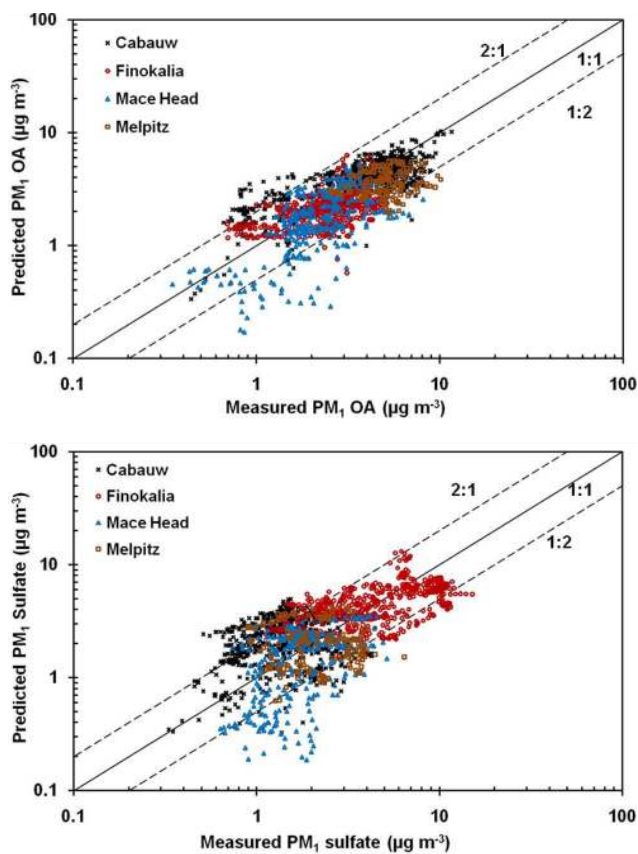 100
10
1
0.1
Predicted PM₁ OA (µg m⁻³)
Cabauw
Finokalia
Mace Head
Melpitz
2:1
1:1
1:2
0.1
1
10
100
Measured PM₁ OA (µg m⁻³)
100
10
1
0.1
Predicted PM₁ Sulfate (µg m⁻³)
Cabauw
Finokalia
Mace Head
Melpitz
2:1
1:1
1:2
0.1
1
10
100
Measured PM₁ sulfate (µg m⁻³)